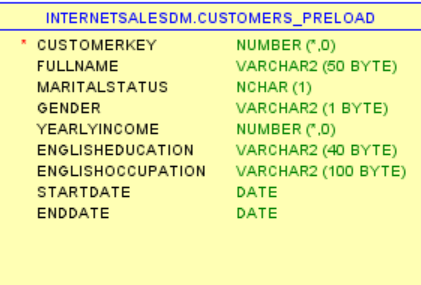 INTERNETSALESDM.CUSTOMERS_PRELOAD
* CUSTOMERKEY NUMBER (*,0)
FULLNAME VARCHAR2 (50 BYTE)
MARITALSTATUS NCHAR (1)
GENDER VARCHAR2 (1 BYTE)
YEARLYINCOME NUMBER (*,0)
ENGLISHEDUCATION VARCHAR2 (40 BYTE)
ENGLISHOCCUPATION VARCHAR2 (100 BYTE)
STARTDATE DATE
ENDDATE DATE